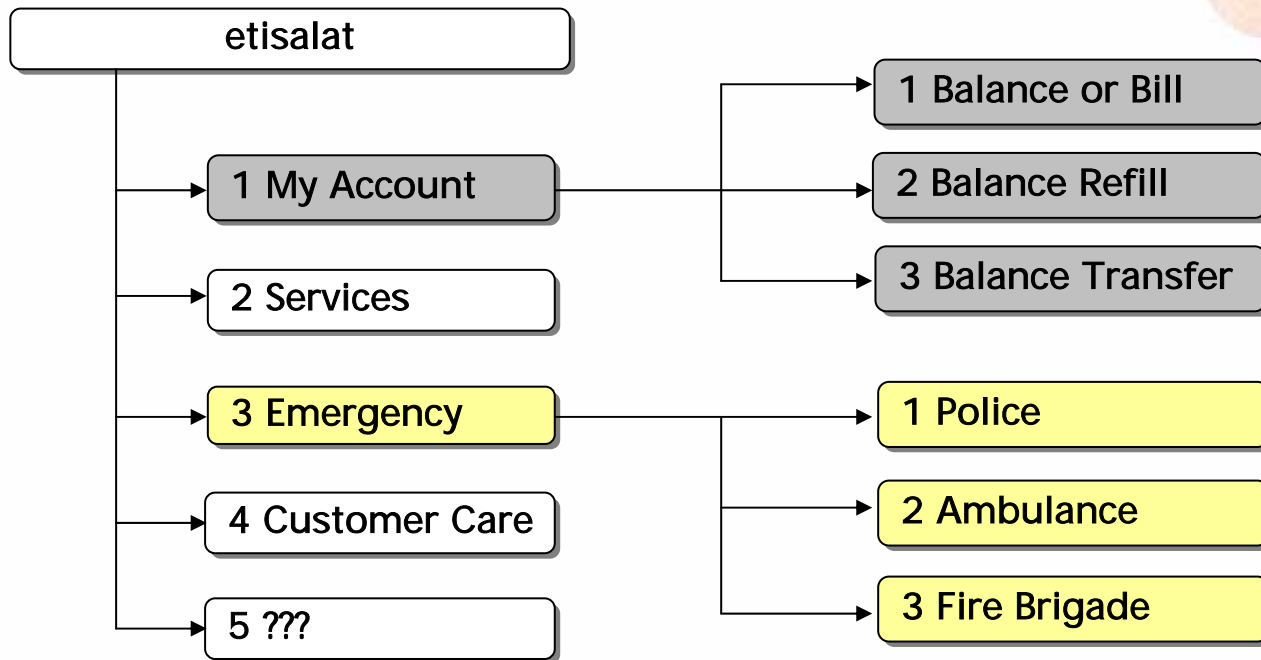 etisalat
1 My Account
1 Balance or Bill
2 Balance Refill
3 Balance Transfer
2 Services
3 Emergency
1 Police
2 Ambulance
3 Fire Brigade
4 Customer Care
5 ???